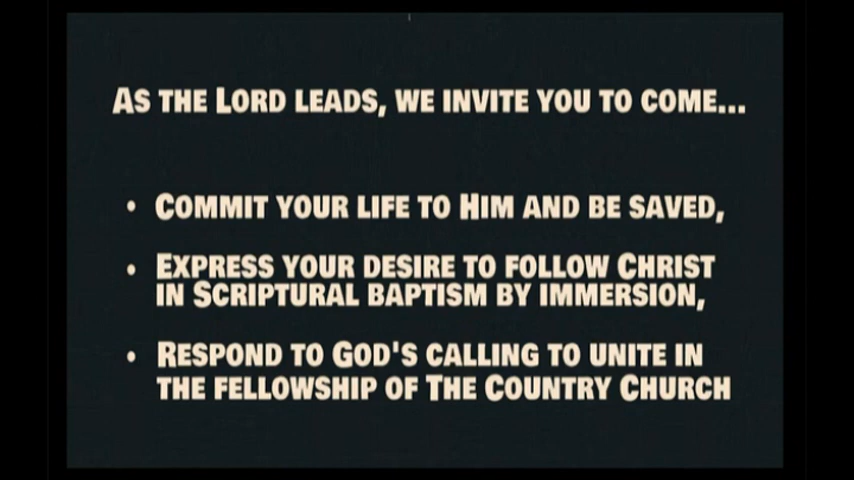 As the Lord leads, we invite you to come...
• Commit your life to Him and be saved,
• Express your desire to follow Christ
in Scriptural baptism by immersion,
• Respond to God's calling to unite in
the fellowship of The Country Church